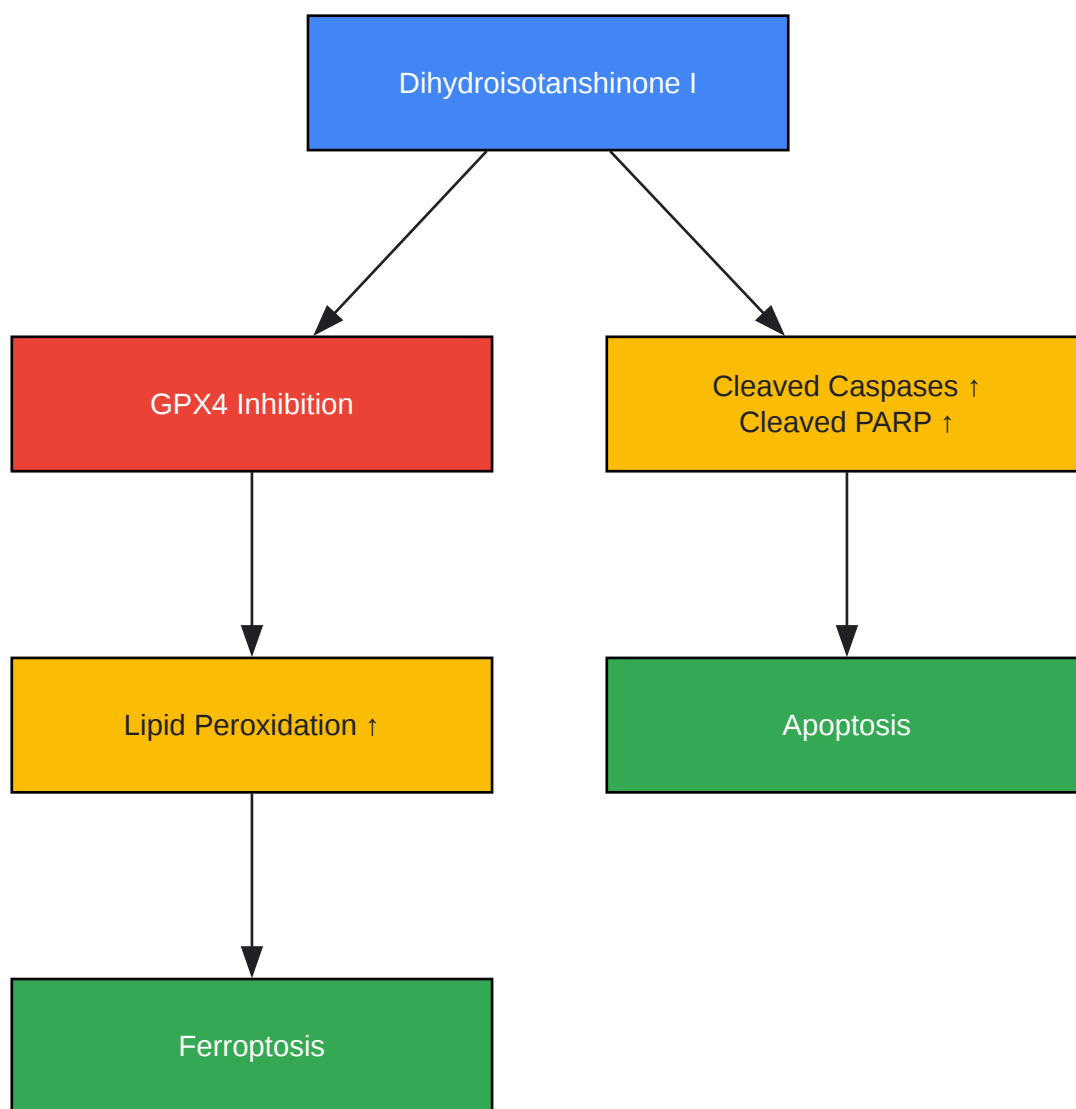 Dihydroisotanshinone I
GPX4 Inhibition
Cleaved Caspases ↑
Cleaved PARP ↑
Lipid Peroxidation ↑
Apoptosis
Ferroptosis